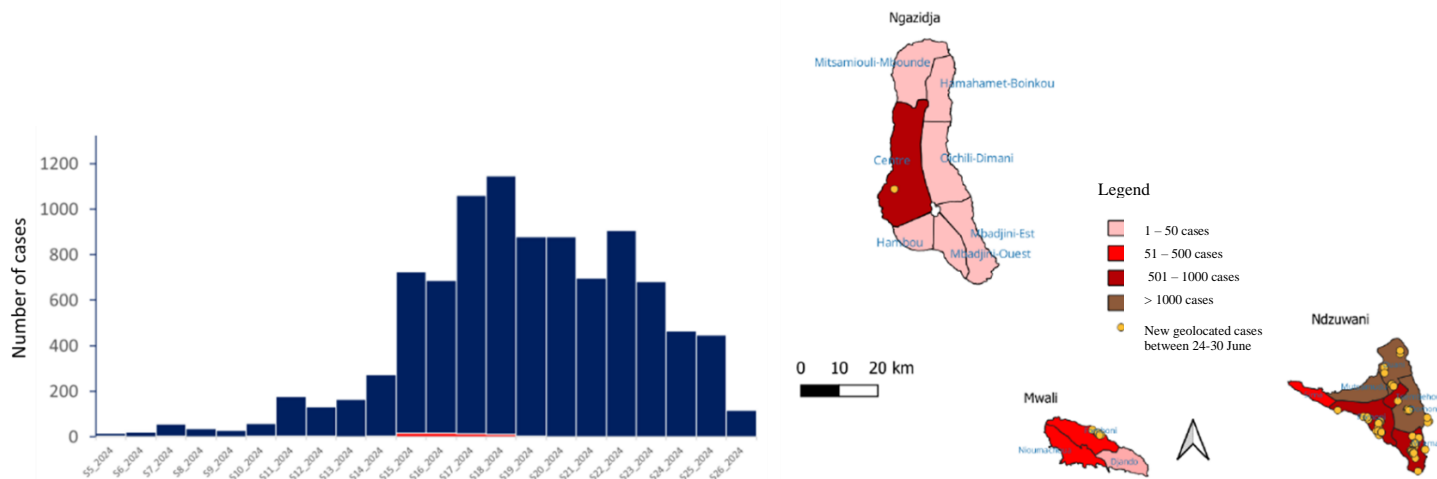 Number of cases
1200
1000
800
600
400
200
0
S5_2024
S6_2024
S7_2024
S8_2024
S9_2024
S10_2024
S11_2024
S12_2024
S13_2024
S14_2024
S15_2024
S16_2024
S17_2024
S18_2024
S19_2024
S20_2024
S21_2024
S22_2024
S23_2024
S24_2024
S25_2024
S26_2024
Ngazidja
Mitsamiouli-Mboundé
Hamahamet-Boinkou
Centre
Oichili-Dimani
Hambou
Mbadjini-Est
Mbadjini-Ouest
Legend
1 – 50 cases
51 – 500 cases
501 – 1000 cases
> 1000 cases
New geolocated cases
between 24-30 June
0 10 20 km
Mwali
Djando
Ndzuwani